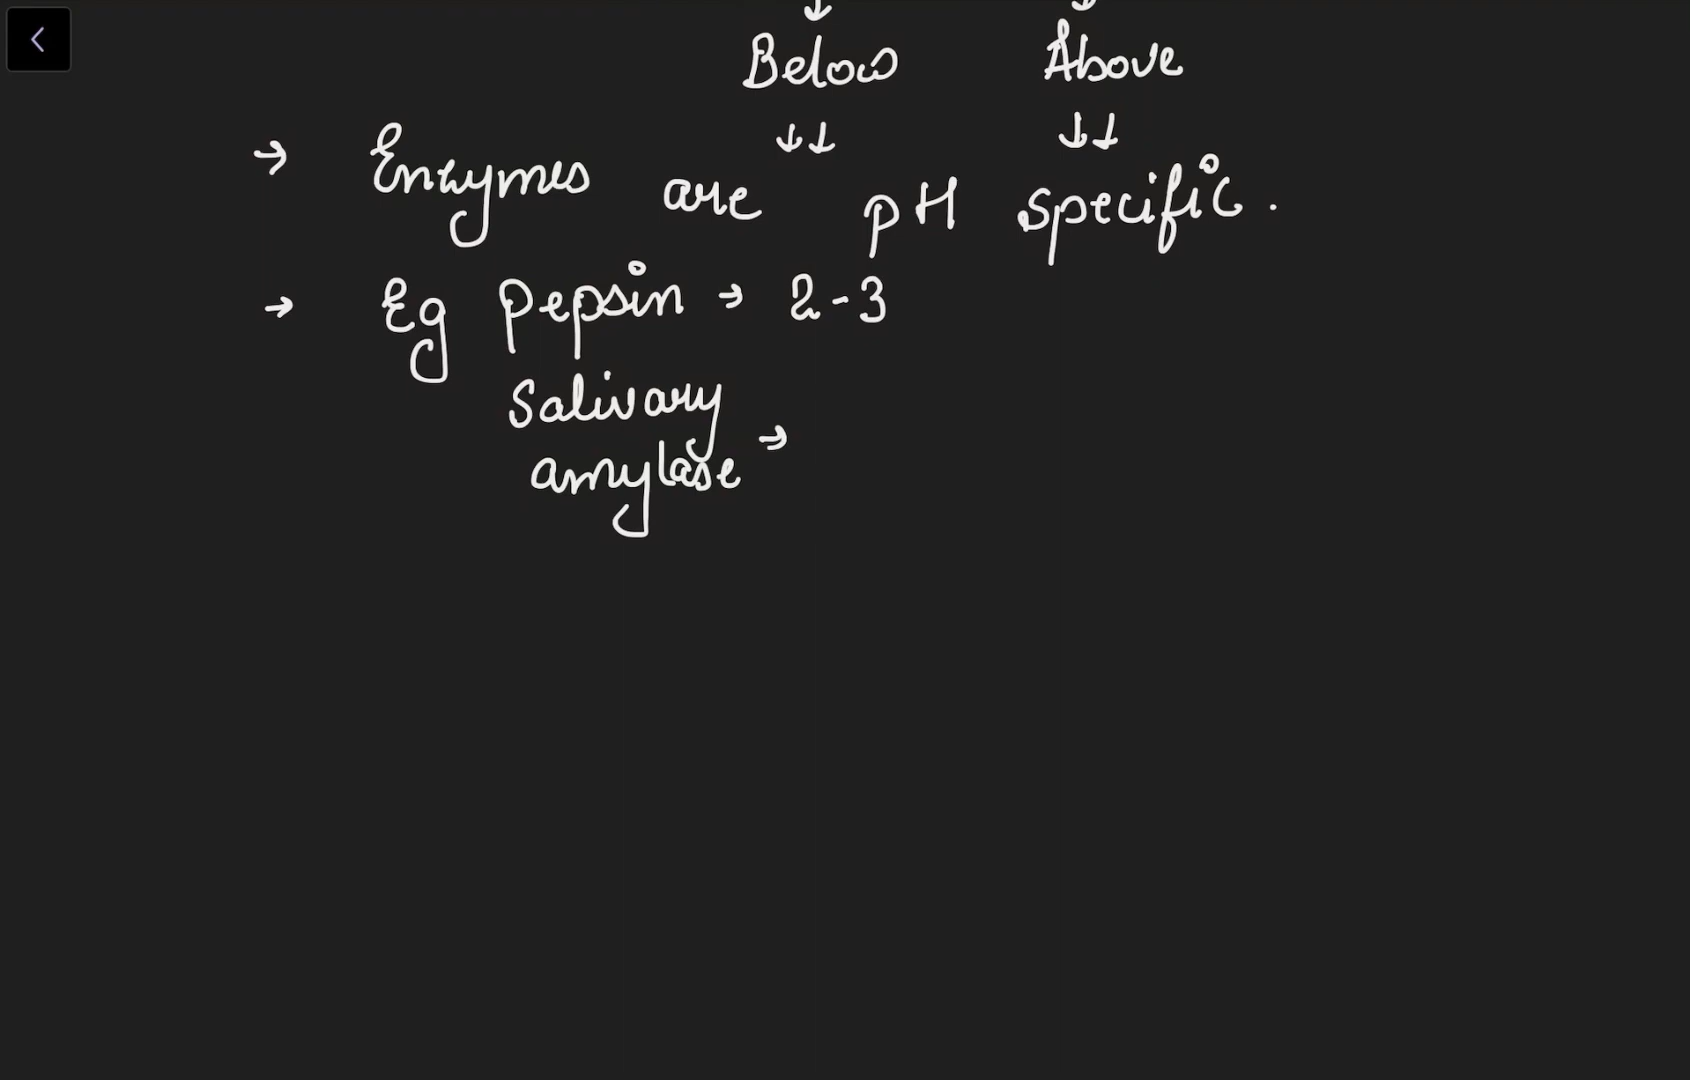 ↓ ↓
Below Above
↓↓ ↓↓
→ Enzymes are pH specific.
→ Eg Pepsin → 2-3
Salivary
amylase →